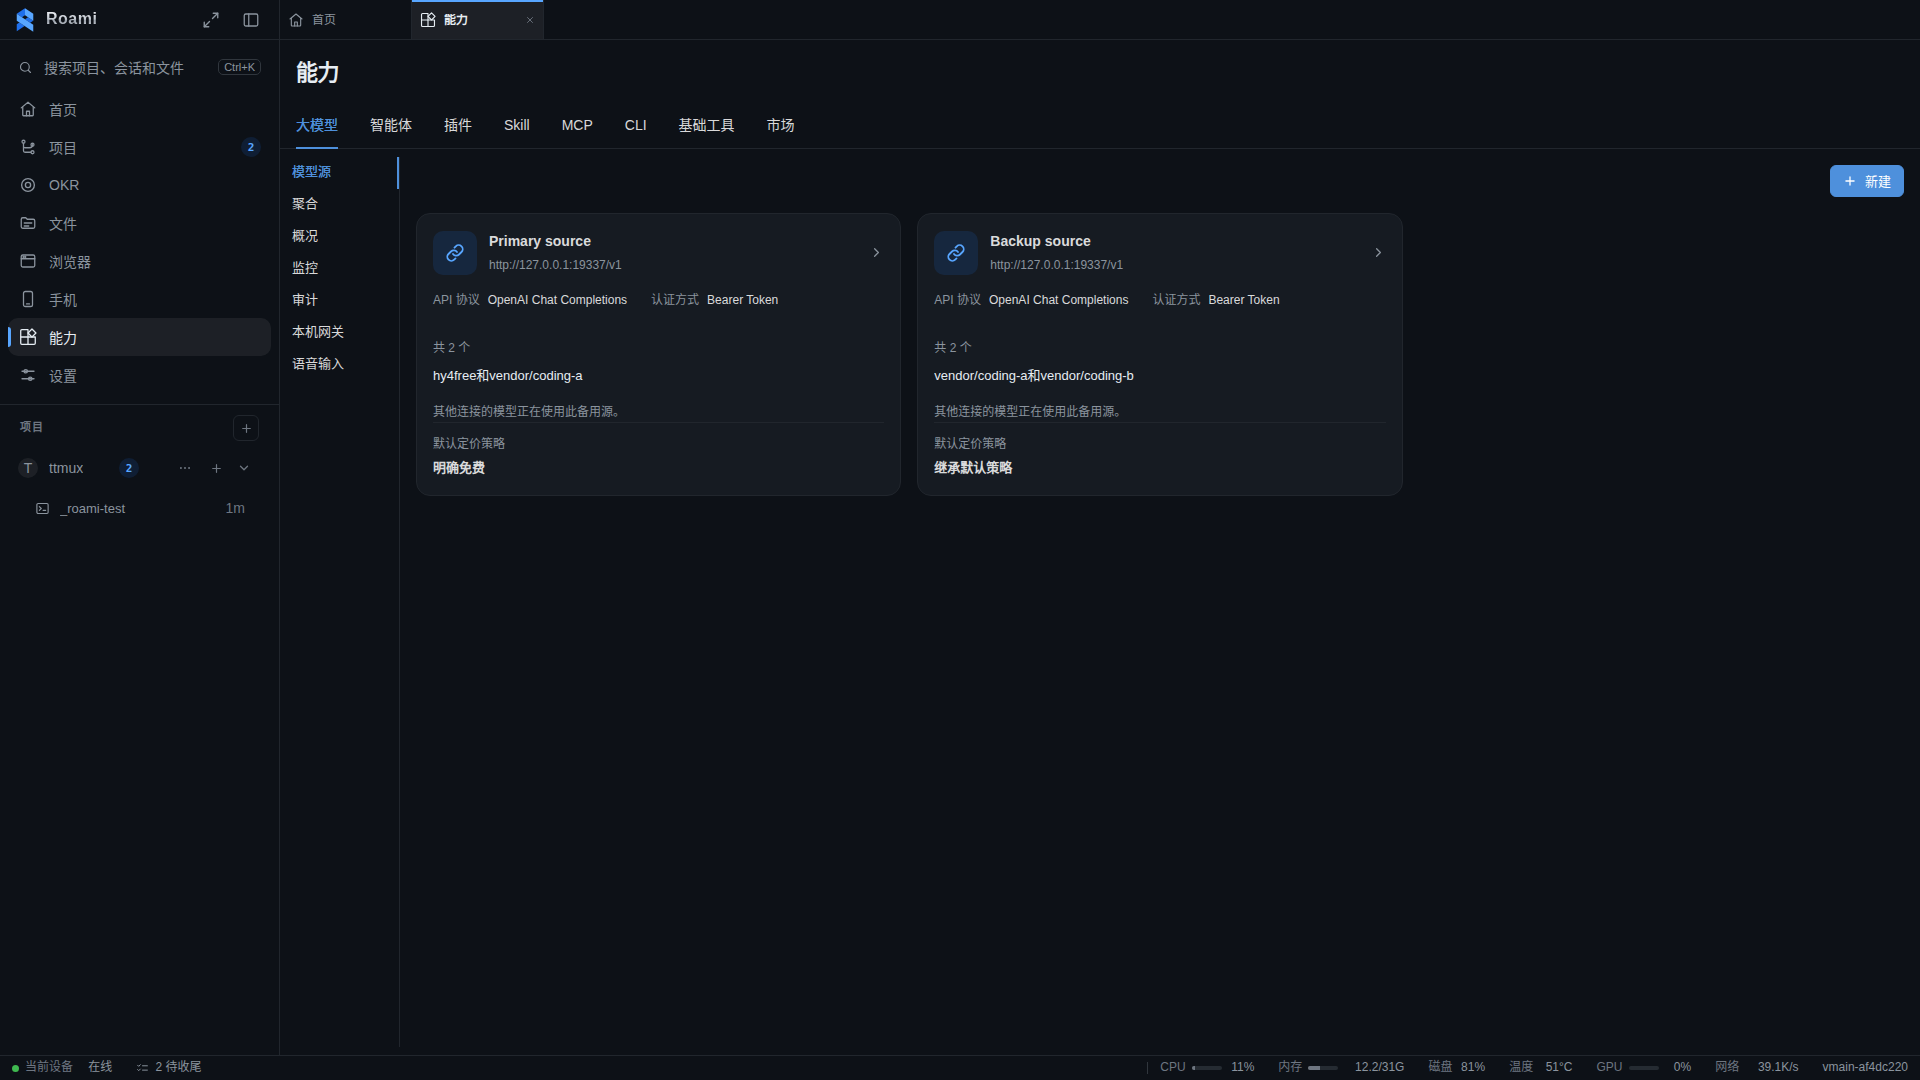 Roami
首页
能力
搜索项目、会话和文件 Ctrl+K
首页
项目 2
OKR
文件
浏览器
手机
能力
设置
项目
T ttmux 2
_roami-test 1m
能力
大模型 智能体 插件 Skill MCP CLI 基础工具 市场
模型源
聚合
概况
监控
审计
本机网关
语音输入
新建
Primary source
http://127.0.0.1:19337/v1
API 协议 OpenAI Chat Completions 认证方式 Bearer Token
共 2 个
hy4free和vendor/coding-a
其他连接的模型正在使用此备用源。
默认定价策略
明确免费
Backup source
http://127.0.0.1:19337/v1
API 协议 OpenAI Chat Completions 认证方式 Bearer Token
共 2 个
vendor/coding-a和vendor/coding-b
其他连接的模型正在使用此备用源。
默认定价策略
继承默认策略
当前设备 在线 2 待收尾 CPU 11% 内存 12.2/31G 磁盘 81% 温度 51°C GPU 0% 网络 39.1K/s vmain-af4dc220